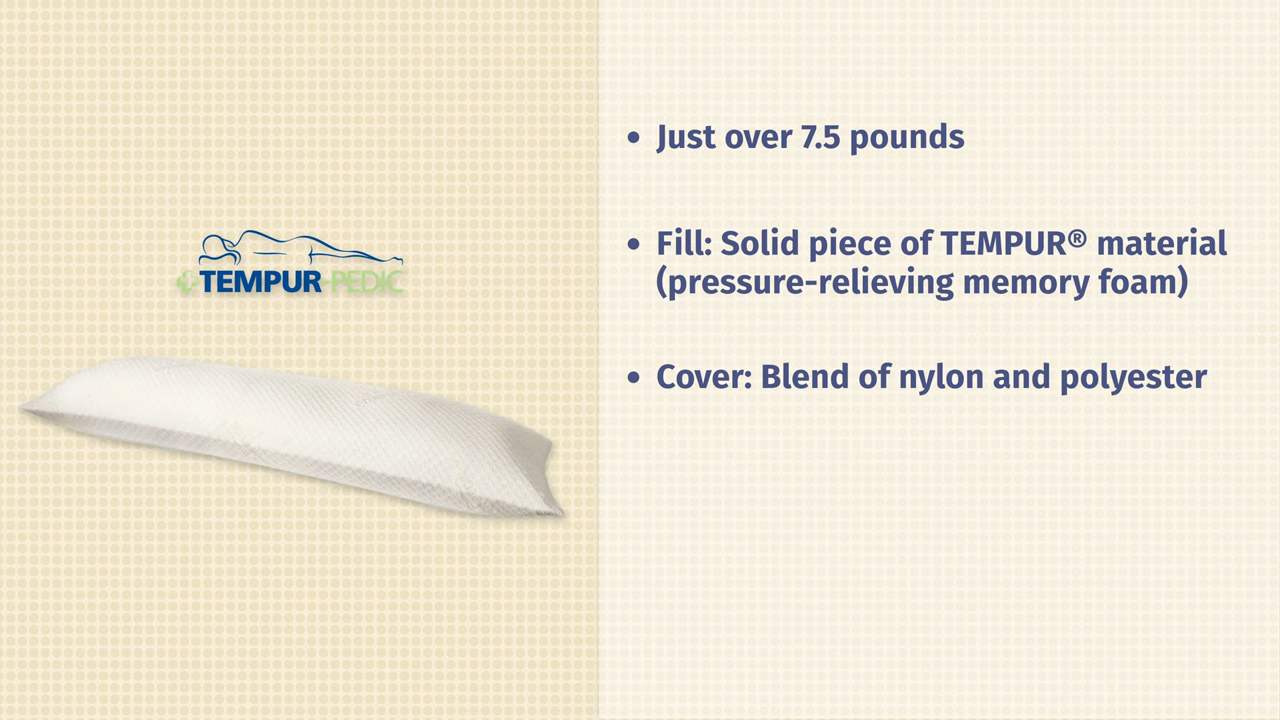 TEMPUR-PEDIC
• Just over 7.5 pounds
• Fill: Solid piece of TEMPUR® material
(pressure-relieving memory foam)
• Cover: Blend of nylon and polyester